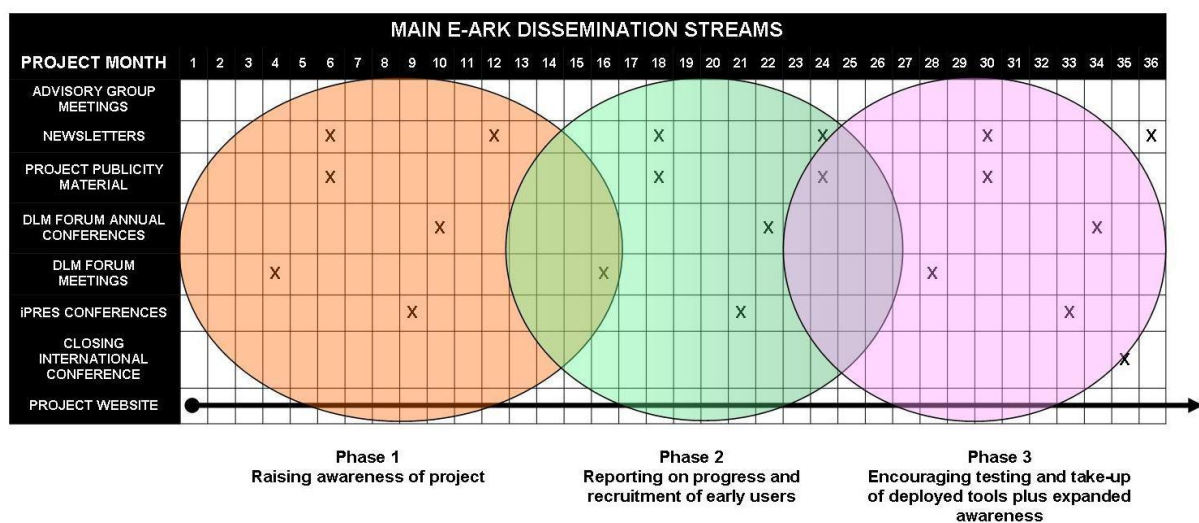 MAIN E-ARK DISSEMINATION STREAMS
PROJECT MONTH 1 2 3 4 5 6 7 8 9 10 11 12 13 14 15 16 17 18 19 20 21 22 23 24 25 26 27 28 29 30 31 32 33 34 35 36
ADVISORY GROUP
MEETINGS
NEWSLETTERS X X X X X X
PROJECT PUBLICITY
MATERIAL X X X X
DLM FORUM ANNUAL
CONFERENCES X X X
DLM FORUM
MEETINGS X X X
iPRES CONFERENCES X X X
CLOSING
INTERNATIONAL
CONFERENCE X
PROJECT WEBSITE
Phase 1
Raising awareness of project
Phase 2
Reporting on progress and
recruitment of early users
Phase 3
Encouraging testing and take-up
of deployed tools plus expanded
awareness